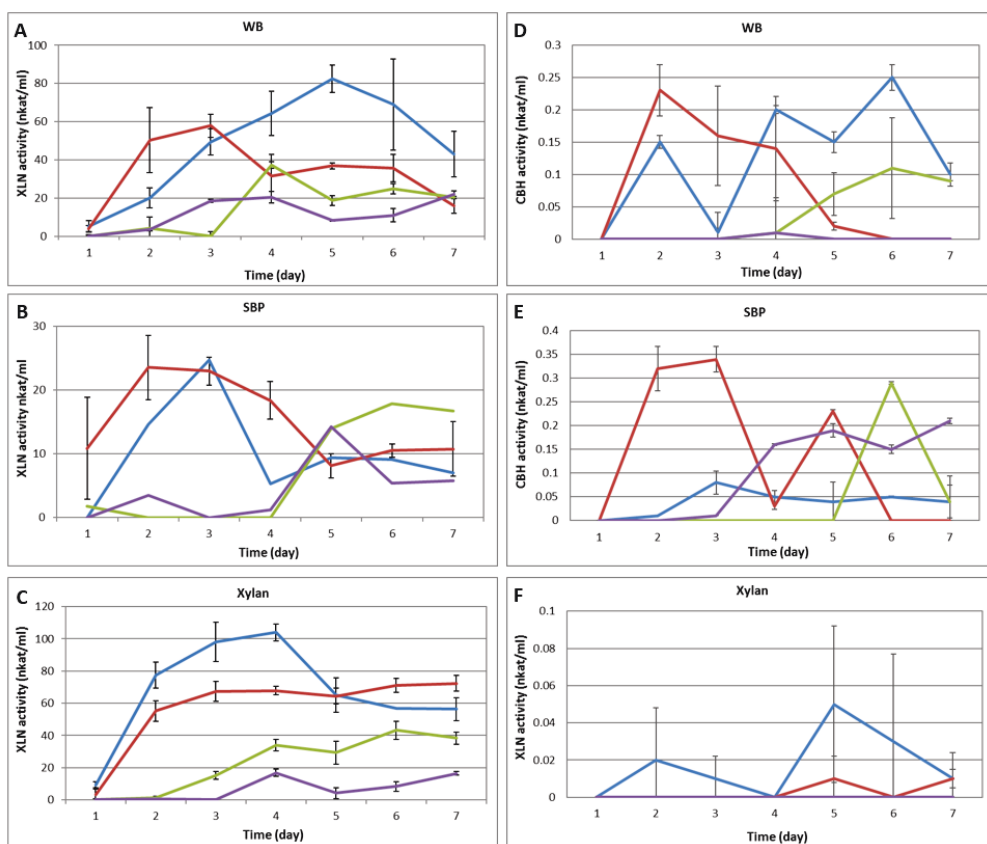 A
WB
XLN activity (nkat/ml)
100
80
60
40
20
0
1 2 3 4 5 6 7
Time (day)
D
WB
CBH activity (nkat/ml)
0.3
0.25
0.2
0.15
0.1
0.05
0
1 2 3 4 5 6 7
Time (day)
B
SBP
XLN activity nkat/ml)
30
20
10
0
1 2 3 4 5 6 7
Time (day)
E
SBP
CBH activity (nkat/ml)
0.4
0.35
0.3
0.25
0.2
0.15
0.1
0.05
0
1 2 3 4 5 6 7
Time (day)
C
Xylan
XLN activity (nkat/ml)
120
100
80
60
40
20
0
1 2 3 4 5 6 7
Time (day)
F
Xylan
XLN activity (nkat/ml)
0.1
0.08
0.06
0.04
0.02
0
1 2 3 4 5 6 7
Time (day)